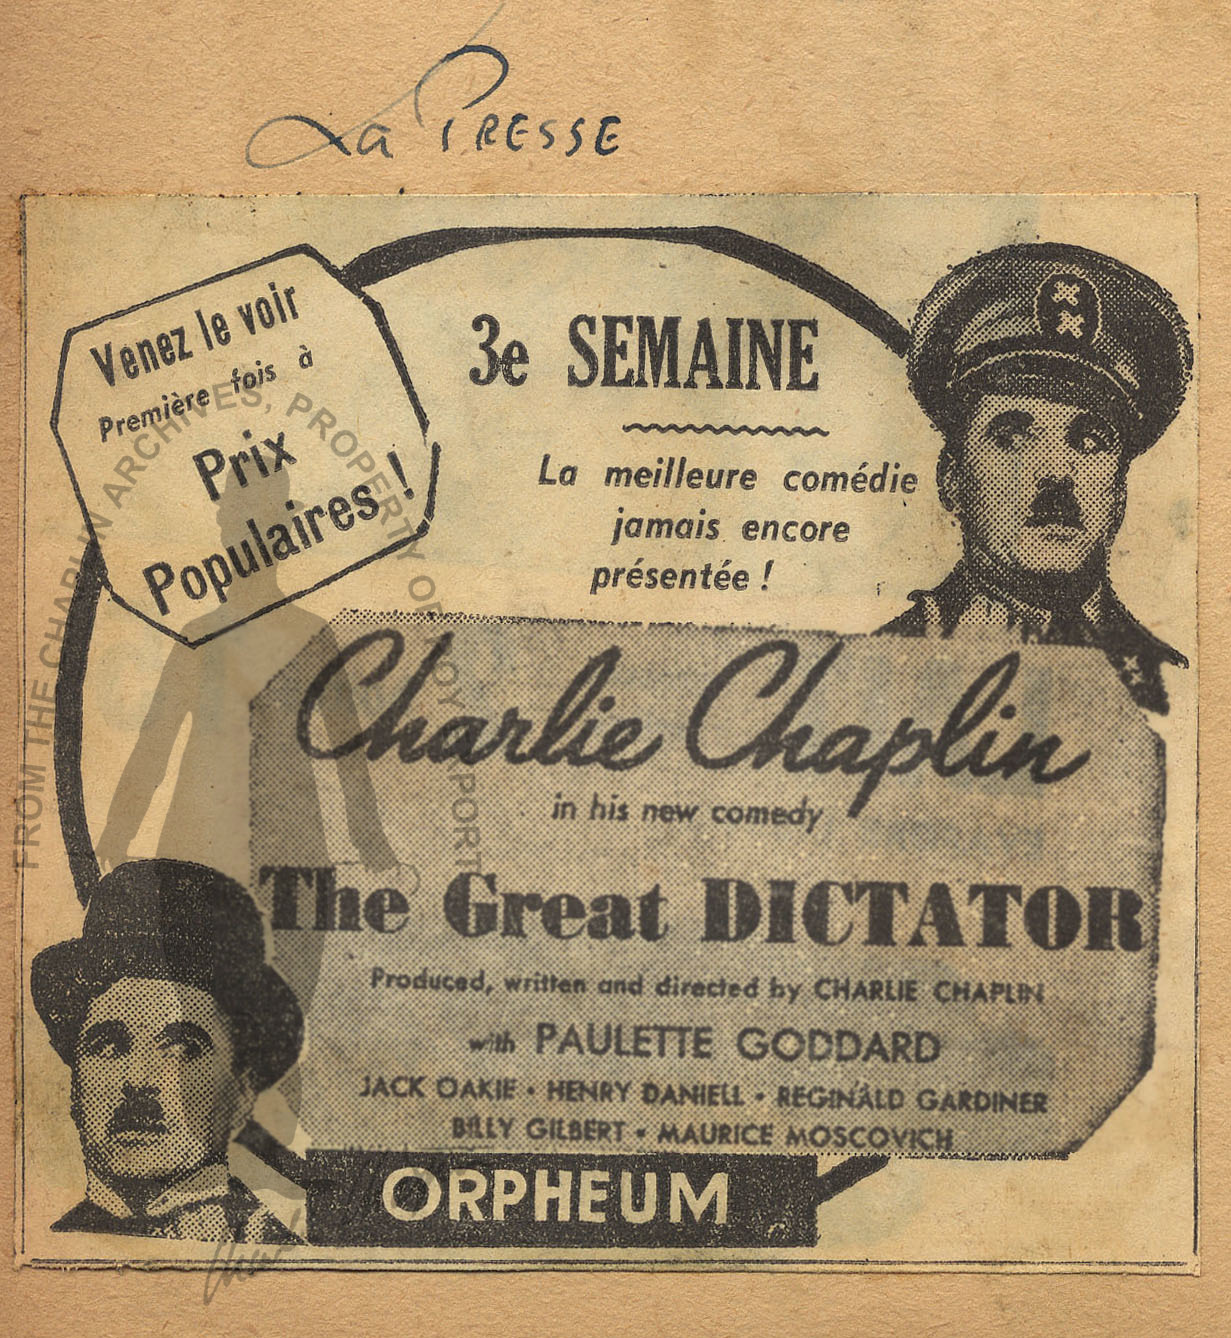 La PRESSE
Venez le voir
Première fois à
Prix
Populaires !
3e SEMAINE
La meilleure comédie
jamais encore
présentée !
Charlie Chaplin
in his new comedy
The Great DICTATOR
Produced, written and directed by CHARLIE CHAPLIN
with PAULETTE GODDARD
JACK OAKIE • HENRY DANIELL • REGINALD GARDINER
BILLY GILBERT • MAURICE MOSCOVICH
ORPHEUM
FROM THE CHAPLIN ARCHIVES, PROPERTY OF ROY EXPORT